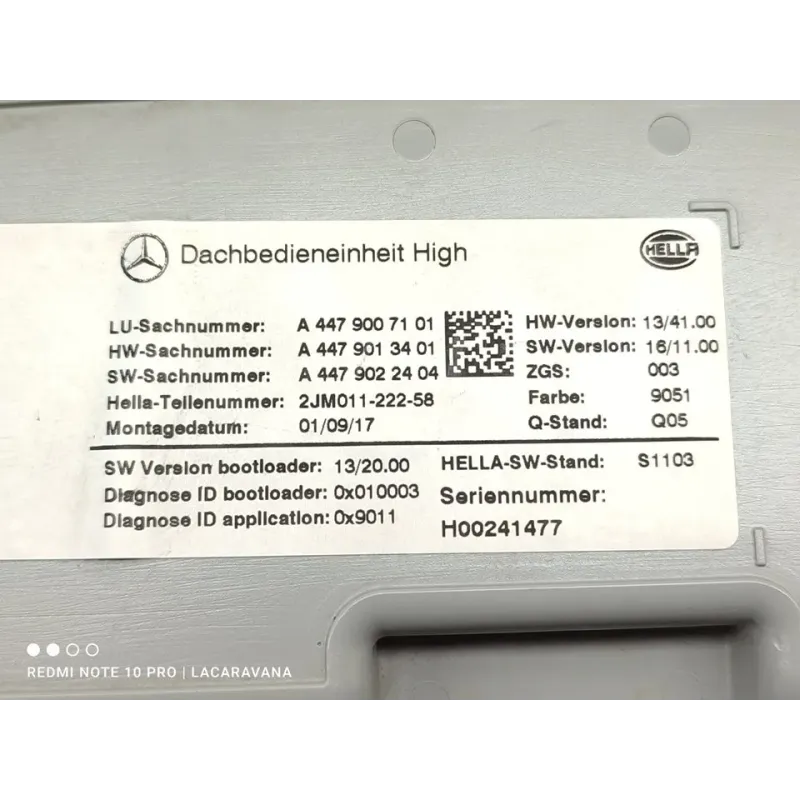 Dachbedieneinheit High
HELLA
LU-Sachnummer: A 447 900 71 01
HW-Sachnummer: A 447 901 34 01
SW-Sachnummer: A 447 902 24 04
Hella-Teilenummer: 2JM011-222-58
Montagedatum: 01/09/17
HW-Version: 13/41.00
SW-Version: 16/11.00
ZGS: 003
Farbe: 9051
Q-Stand: Q05
SW Version bootloader: 13/20.00
Diagnose ID bootloader: 0x010003
Diagnose ID application: 0x9011
HELLA-SW-Stand: S1103
Seriennummer:
H00241477
REDMI NOTE 10 PRO | LACARAVANA